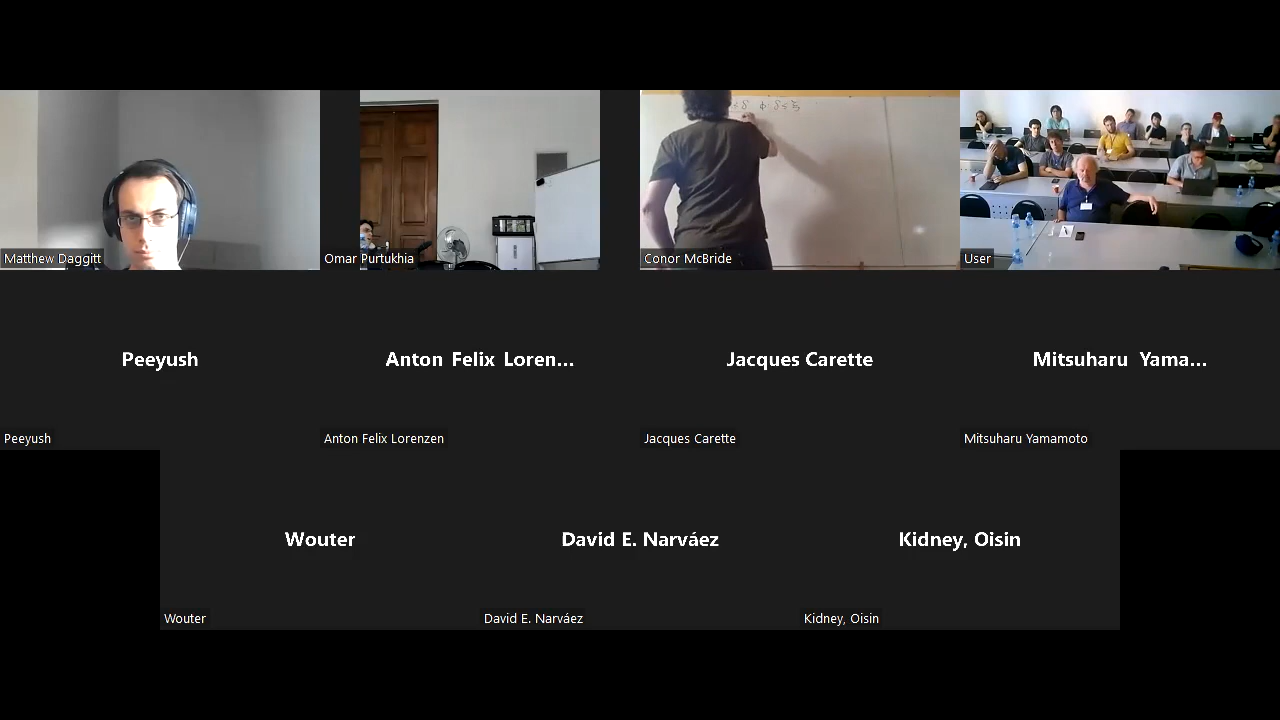 ≤δ φ:δ≤ξ
Matthew Daggitt
Omar Purtukhia
Conor McBride
User
Peeyush
Anton Felix Loren...
Jacques Carette
Mitsuharu Yama...
Peeyush
Anton Felix Lorenzen
Jacques Carette
Mitsuharu Yamamoto
Wouter
David E. Narváez
Kidney, Oisin
Wouter
David E. Narváez
Kidney, Oisin